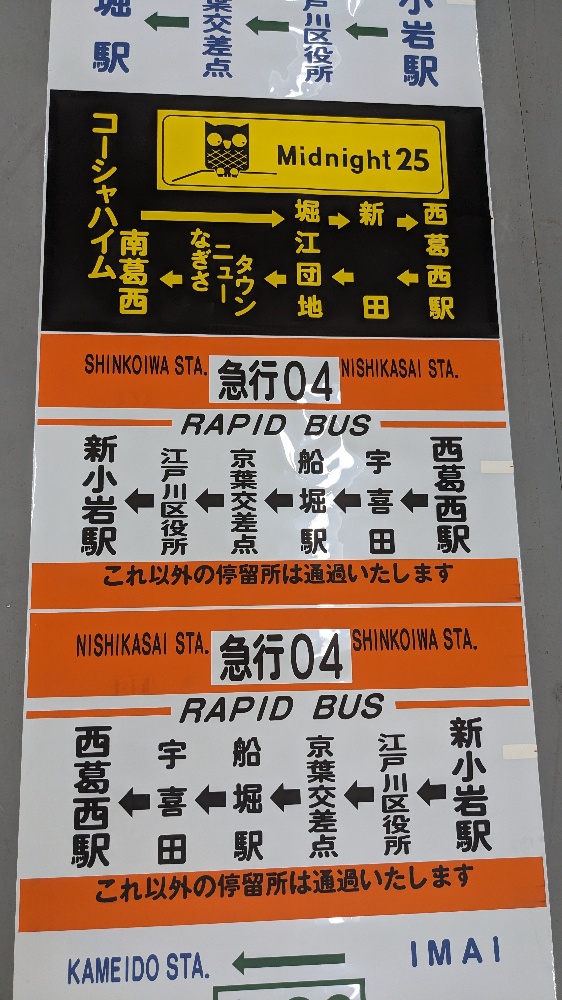 堀駅 ← 葉交差点 ← 戸川区役所 ← 小岩駅
Midnight 25
コーシャハイム → 堀江団地 → 新田 → 西葛西駅
南葛西 ← なぎさニュータウン ← ← ←
SHINKOIWA STA. 急行04 NISHIKASAI STA.
RAPID BUS
新小岩駅 ← 江戸川区役所 ← 京葉交差点 ← 船堀駅 ← 宇喜田 ← 西葛西駅
これ以外の停留所は通過いたします
NISHIKASAI STA. 急行04 SHINKOIWA STA.
RAPID BUS
西葛西駅 ← 宇喜田 ← 船堀駅 ← 京葉交差点 ← 江戸川区役所 ← 新小岩駅
これ以外の停留所は通過いたします
KAMEIDO STA. ← IMAI